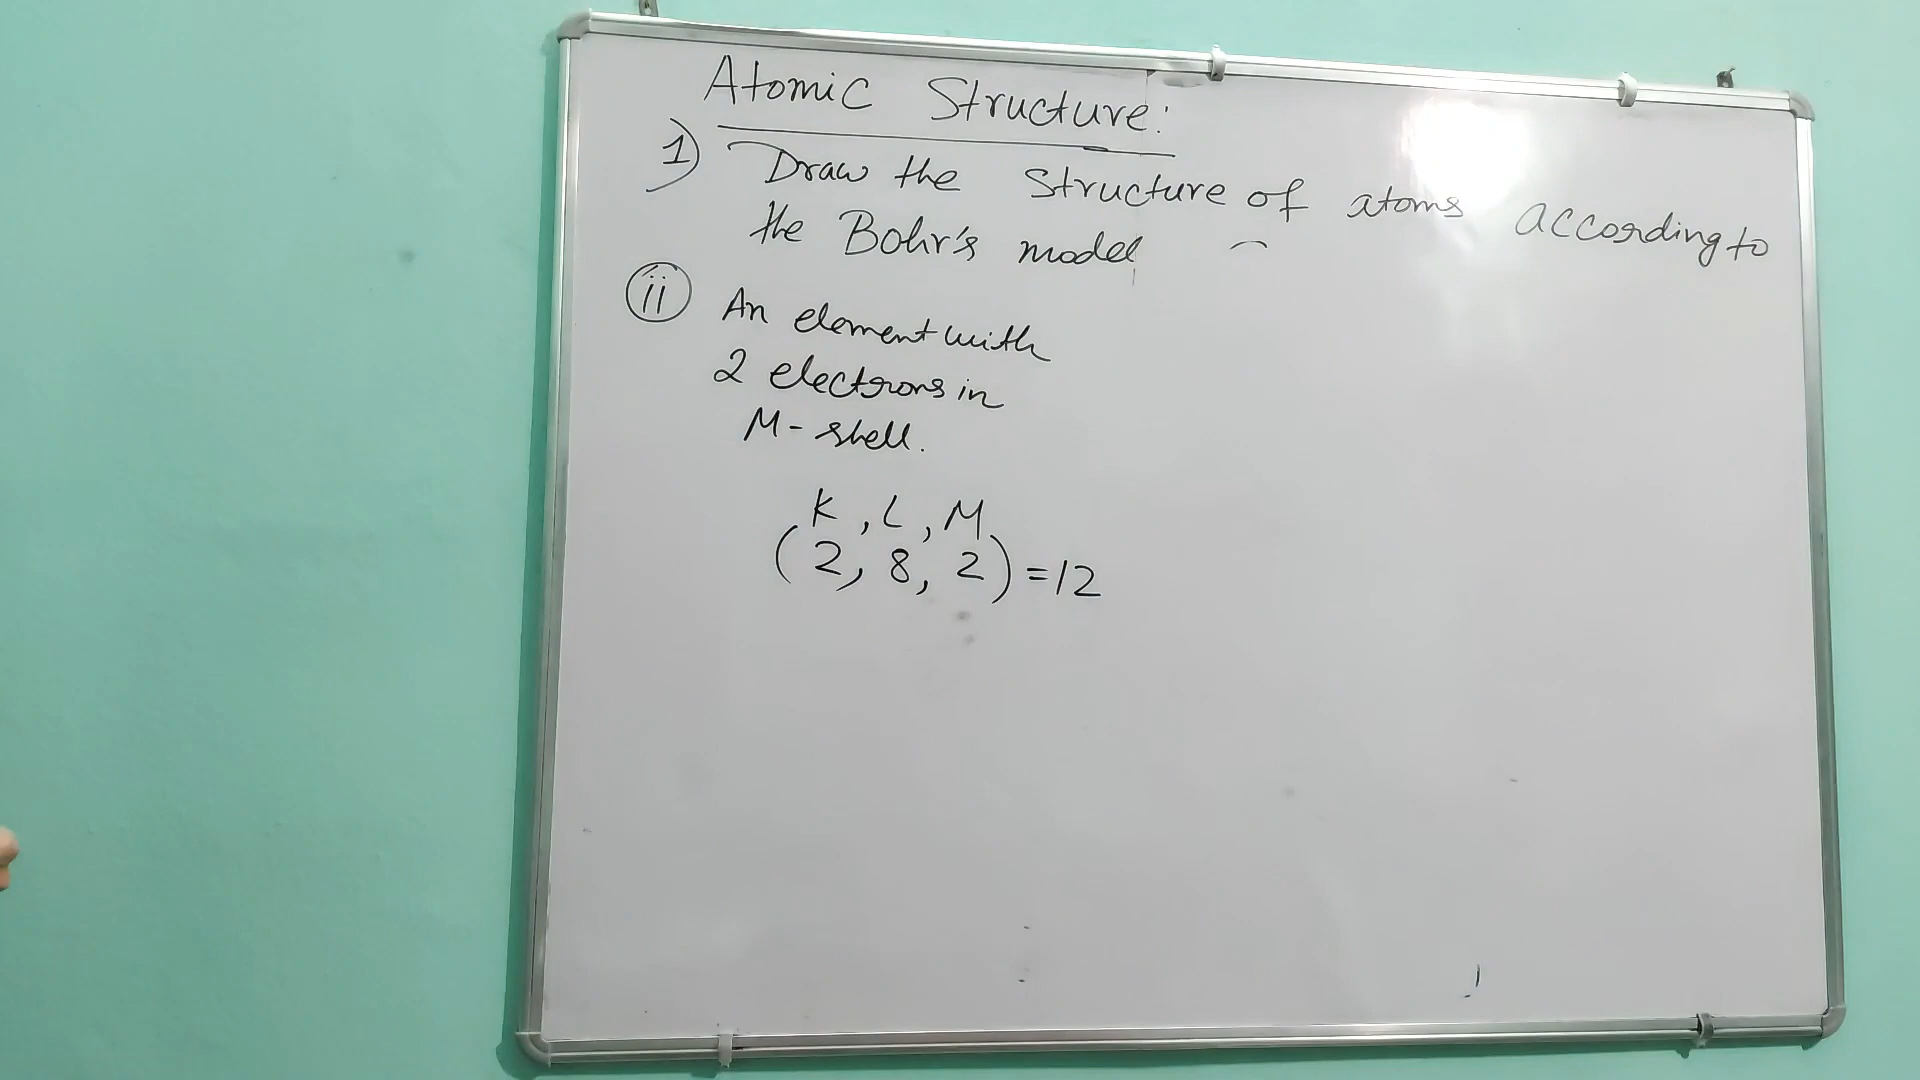 Atomic Structure:
1) Draw the Structure of atoms according to
the Bohr's model
ii An element with
2 electrons in
M-shell.
K, L, M
(2, 8, 2) = 12